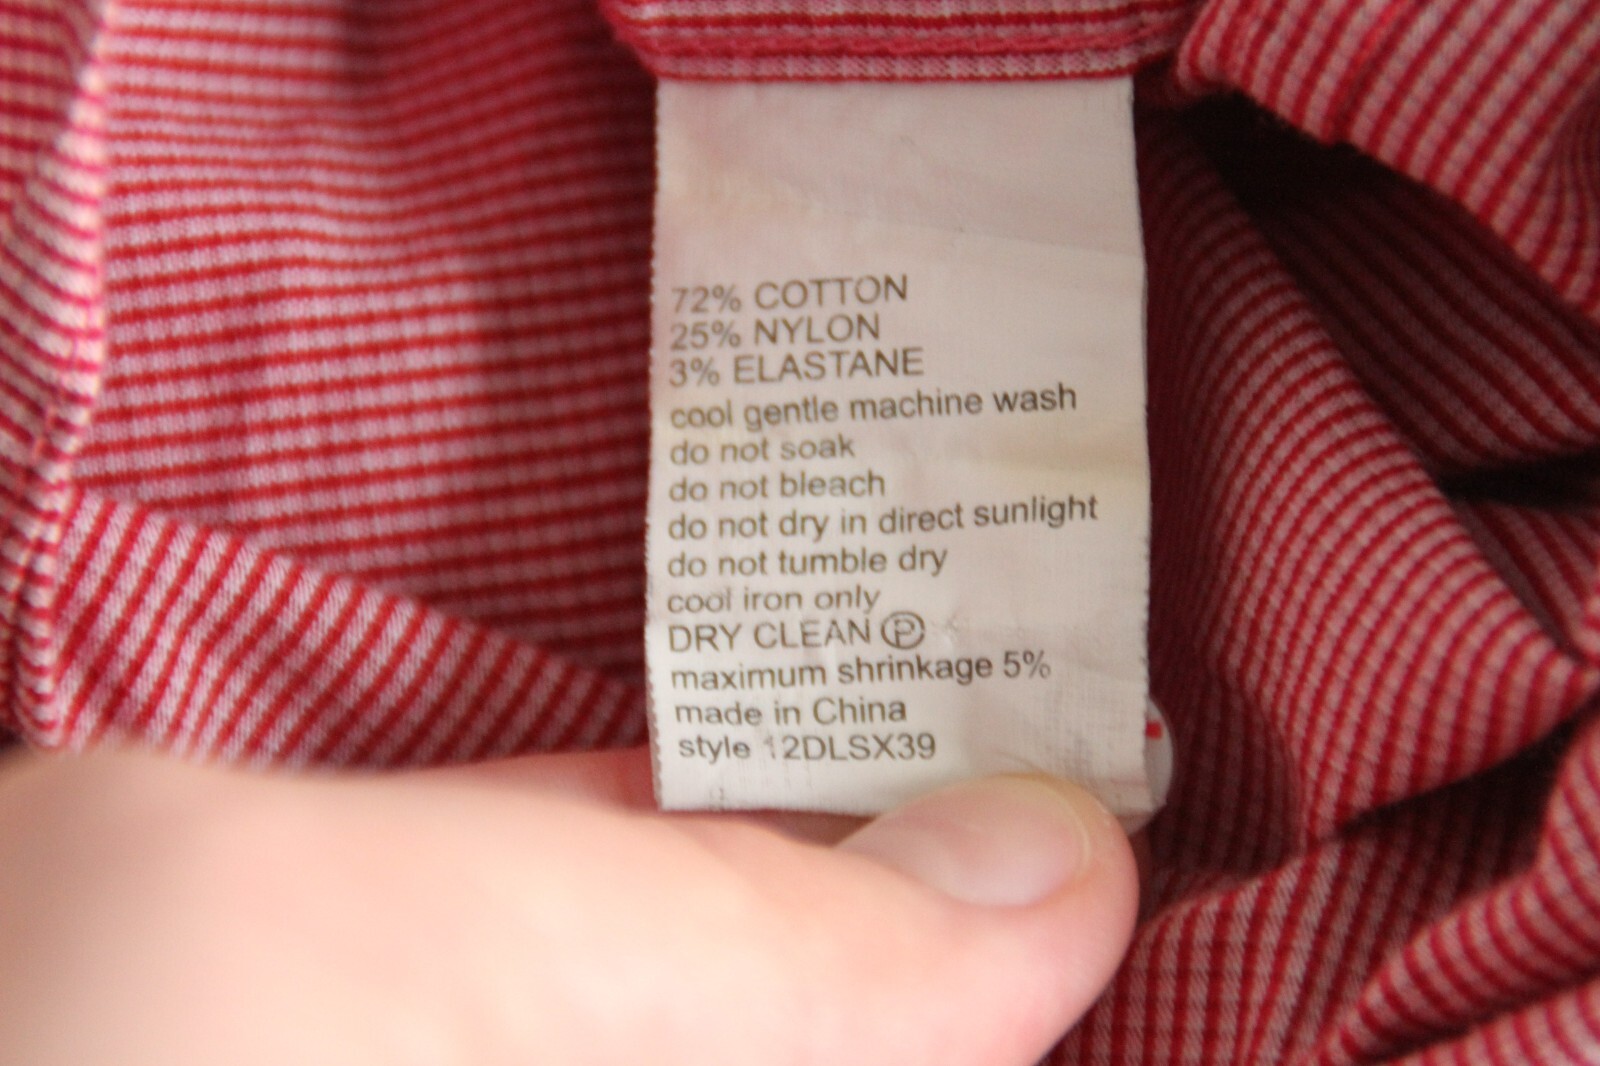 72% COTTON
25% NYLON
3% ELASTANE
cool gentle machine wash
do not soak
do not bleach
do not dry in direct sunlight
do not tumble dry
cool iron only
DRY CLEAN Ⓟ
maximum shrinkage 5%
made in China
style 12DLSX39